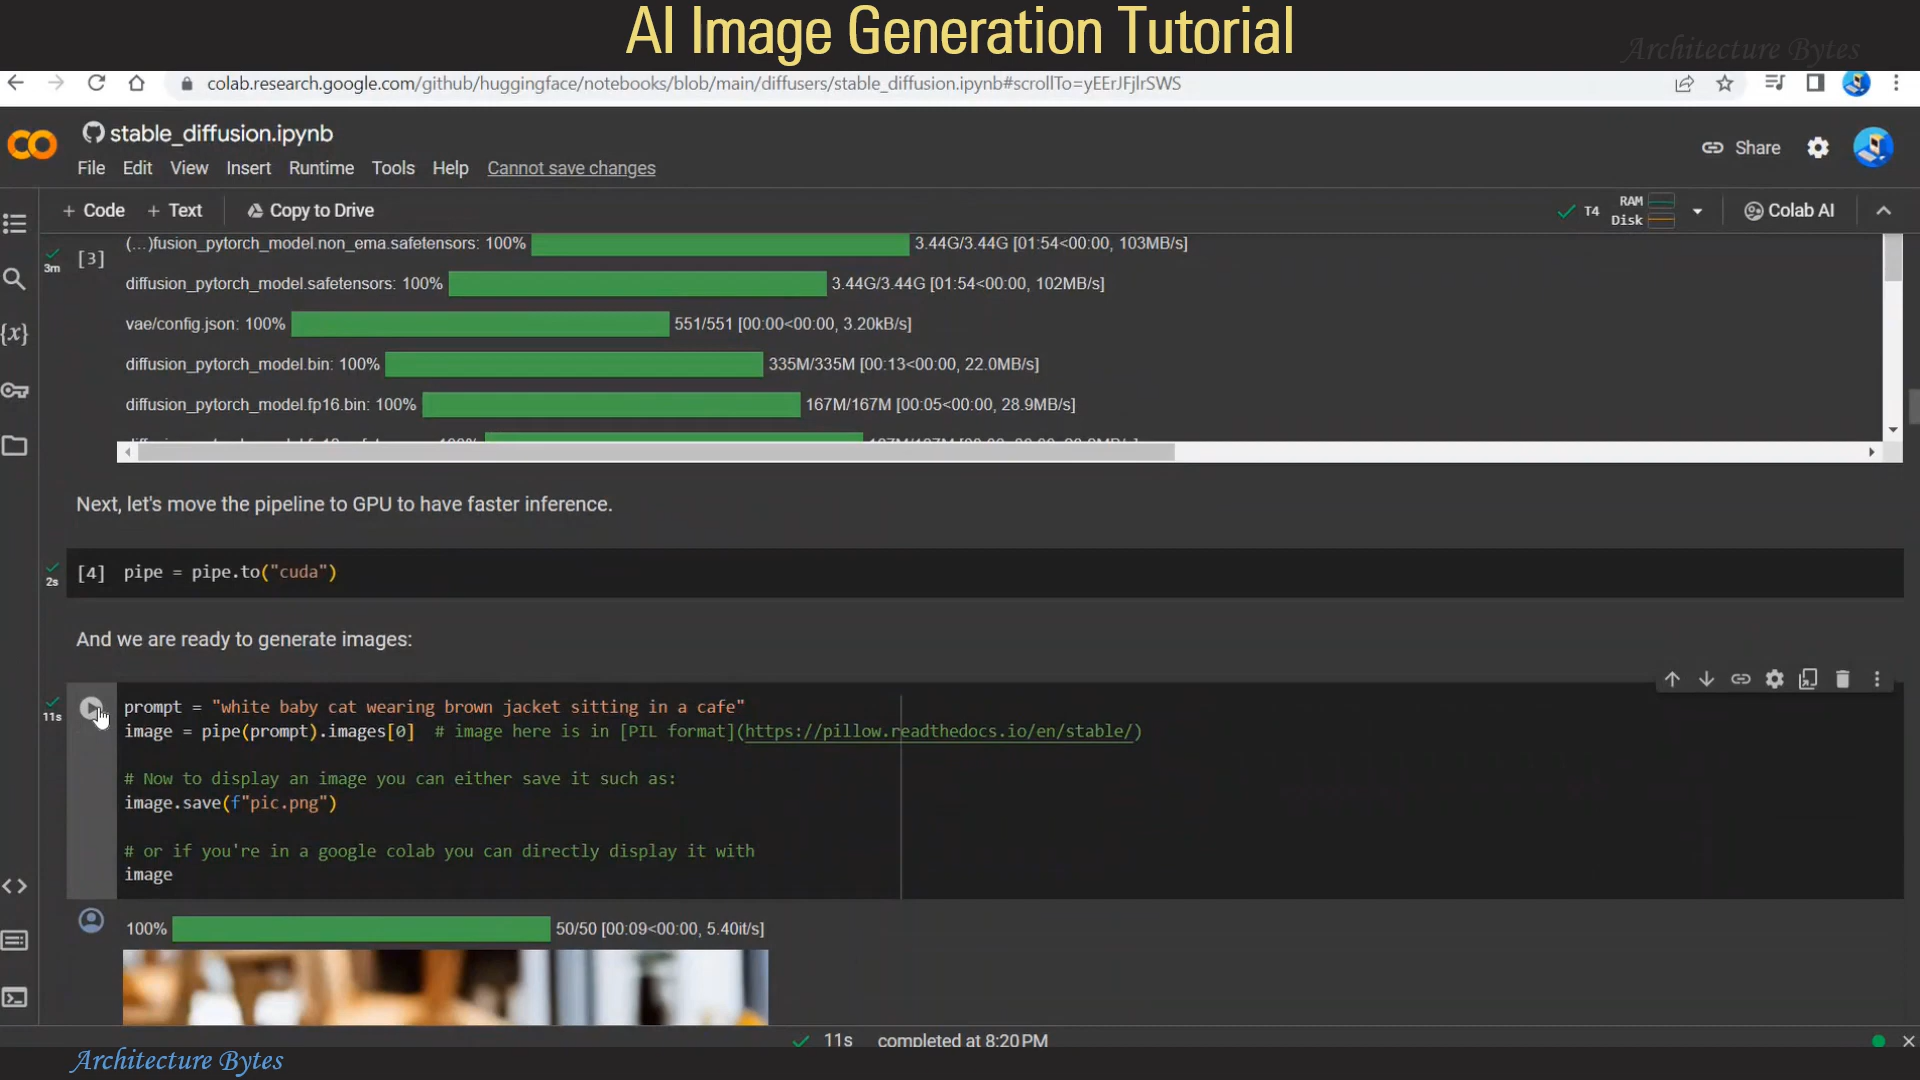 AI Image Generation Tutorial
Architecture Bytes
colab.research.google.com/github/huggingface/notebooks/blob/main/diffusers/stable_diffusion.ipynb#scrollTo=yEErJFjlrSWS
stable_diffusion.ipynb
Share
File Edit View Insert Runtime Tools Help Cannot save changes
+ Code + Text Copy to Drive
T4 RAM
Disk
Colab AI
3m [3] (…)fusion_pytorch_model.non_ema.safetensors: 100% 3.44G/3.44G [01:54<00:00, 103MB/s]
diffusion_pytorch_model.safetensors: 100% 3.44G/3.44G [01:54<00:00, 102MB/s]
vae/config.json: 100% 551/551 [00:00<00:00, 3.20kB/s]
diffusion_pytorch_model.bin: 100% 335M/335M [00:13<00:00, 22.0MB/s]
diffusion_pytorch_model.fp16.bin: 100% 167M/167M [00:05<00:00, 28.9MB/s]
Next, let's move the pipeline to GPU to have faster inference.
2s [4] pipe = pipe.to("cuda")
And we are ready to generate images:
11s prompt = "white baby cat wearing brown jacket sitting in a cafe"
image = pipe(prompt).images[0] # image here is in [PIL format](https://pillow.readthedocs.io/en/stable/)
# Now to display an image you can either save it such as:
image.save(f"pic.png")
# or if you're in a google colab you can directly display it with
image
100% 50/50 [00:09<00:00, 5.40it/s]
11s completed at 8:20 PM
Architecture Bytes